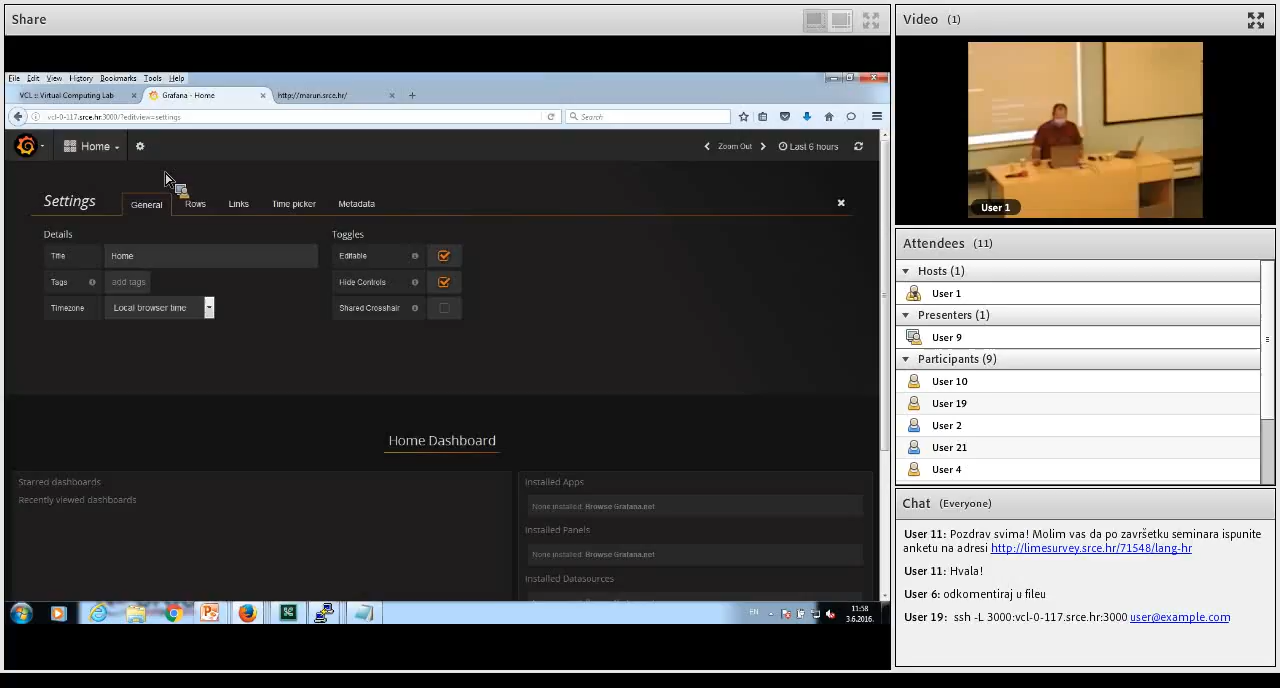 Share
File Edit View History Bookmarks Tools Help
VCL :: Virtual Computing Lab
Grafana - Home
http://marun.srce.hr/
vcl-0-117.srce.hr:3000/?editview=settings
Search
Home
Zoom Out
Last 6 hours
Settings
General
Rows
Links
Time picker
Metadata
Details
Toggles
Title
Home
Editable
Tags
add tags
Hide Controls
Timezone
Local browser time
Shared Crosshair
Home Dashboard
Starred dashboards
Recently viewed dashboards
Installed Apps
None installed. Browse Grafana.net
Installed Panels
None installed. Browse Grafana.net
Installed Datasources
EN
11:58
3.6.2016.
Video (1)
User 1
Attendees (11)
Hosts (1)
User 1
Presenters (1)
User 9
Participants (9)
User 10
User 19
User 2
User 21
User 4
Chat (Everyone)
User 11: Pozdrav svima! Molim vas da po završetku seminara ispunite
anketu na adresi http://limesurvey.srce.hr/71548/lang-hr
User 11: Hvala!
User 6: odkomentiraj u fileu
User 19: ssh -L 3000:vcl-0-117.srce.hr:3000 user@example.com